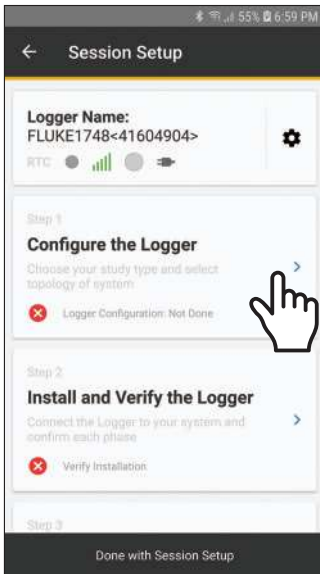 55% 6:59 PM
Session Setup
Logger Name:
FLUKE1748<41604904>
RTC
Step 1
Configure the Logger
Choose your study type and select
topology of system
Logger Configuration: Not Done
Step 2
Install and Verify the Logger
Connect the Logger to your system and
confirm each phase
Verify Installation
Step 3
Done with Session Setup